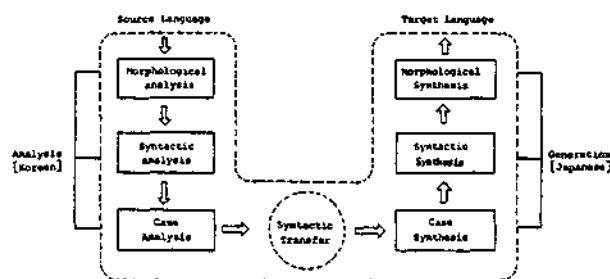 Source Language
Target Language
Morphological
analysis
Morphological
Synthesis
Syntactic
analysis
Syntactic
Synthesis
Analysis
[Korean]
Generation
[Japanese]
Case
Analysis
Syntactic
Transfer
Case
Synthesis